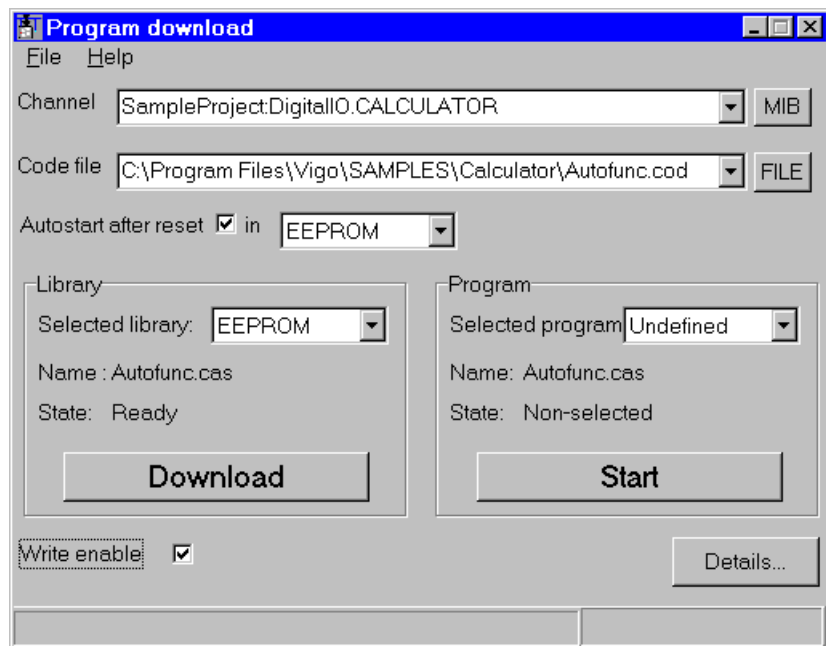 Program download
File Help
Channel SampleProject:DigitalIO.CALCULATOR MIB
Code file C:\Program Files\Vigo\SAMPLES\Calculator\Autofunc.cod FILE
Autostart after reset in EEPROM
Library
Selected library: EEPROM
Name : Autofunc.cas
State: Ready
Download
Program
Selected program Undefined
Name: Autofunc.cas
State: Non-selected
Start
Write enable
Details...